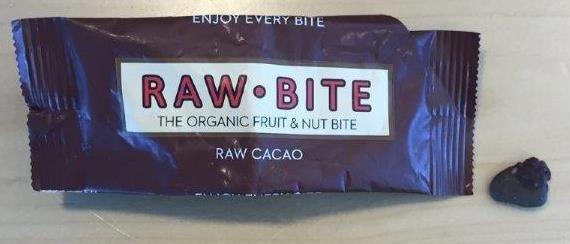 ENJOY EVERY BITE
RAW•BITE
THE ORGANIC FRUIT & NUT BITE
RAW CACAO